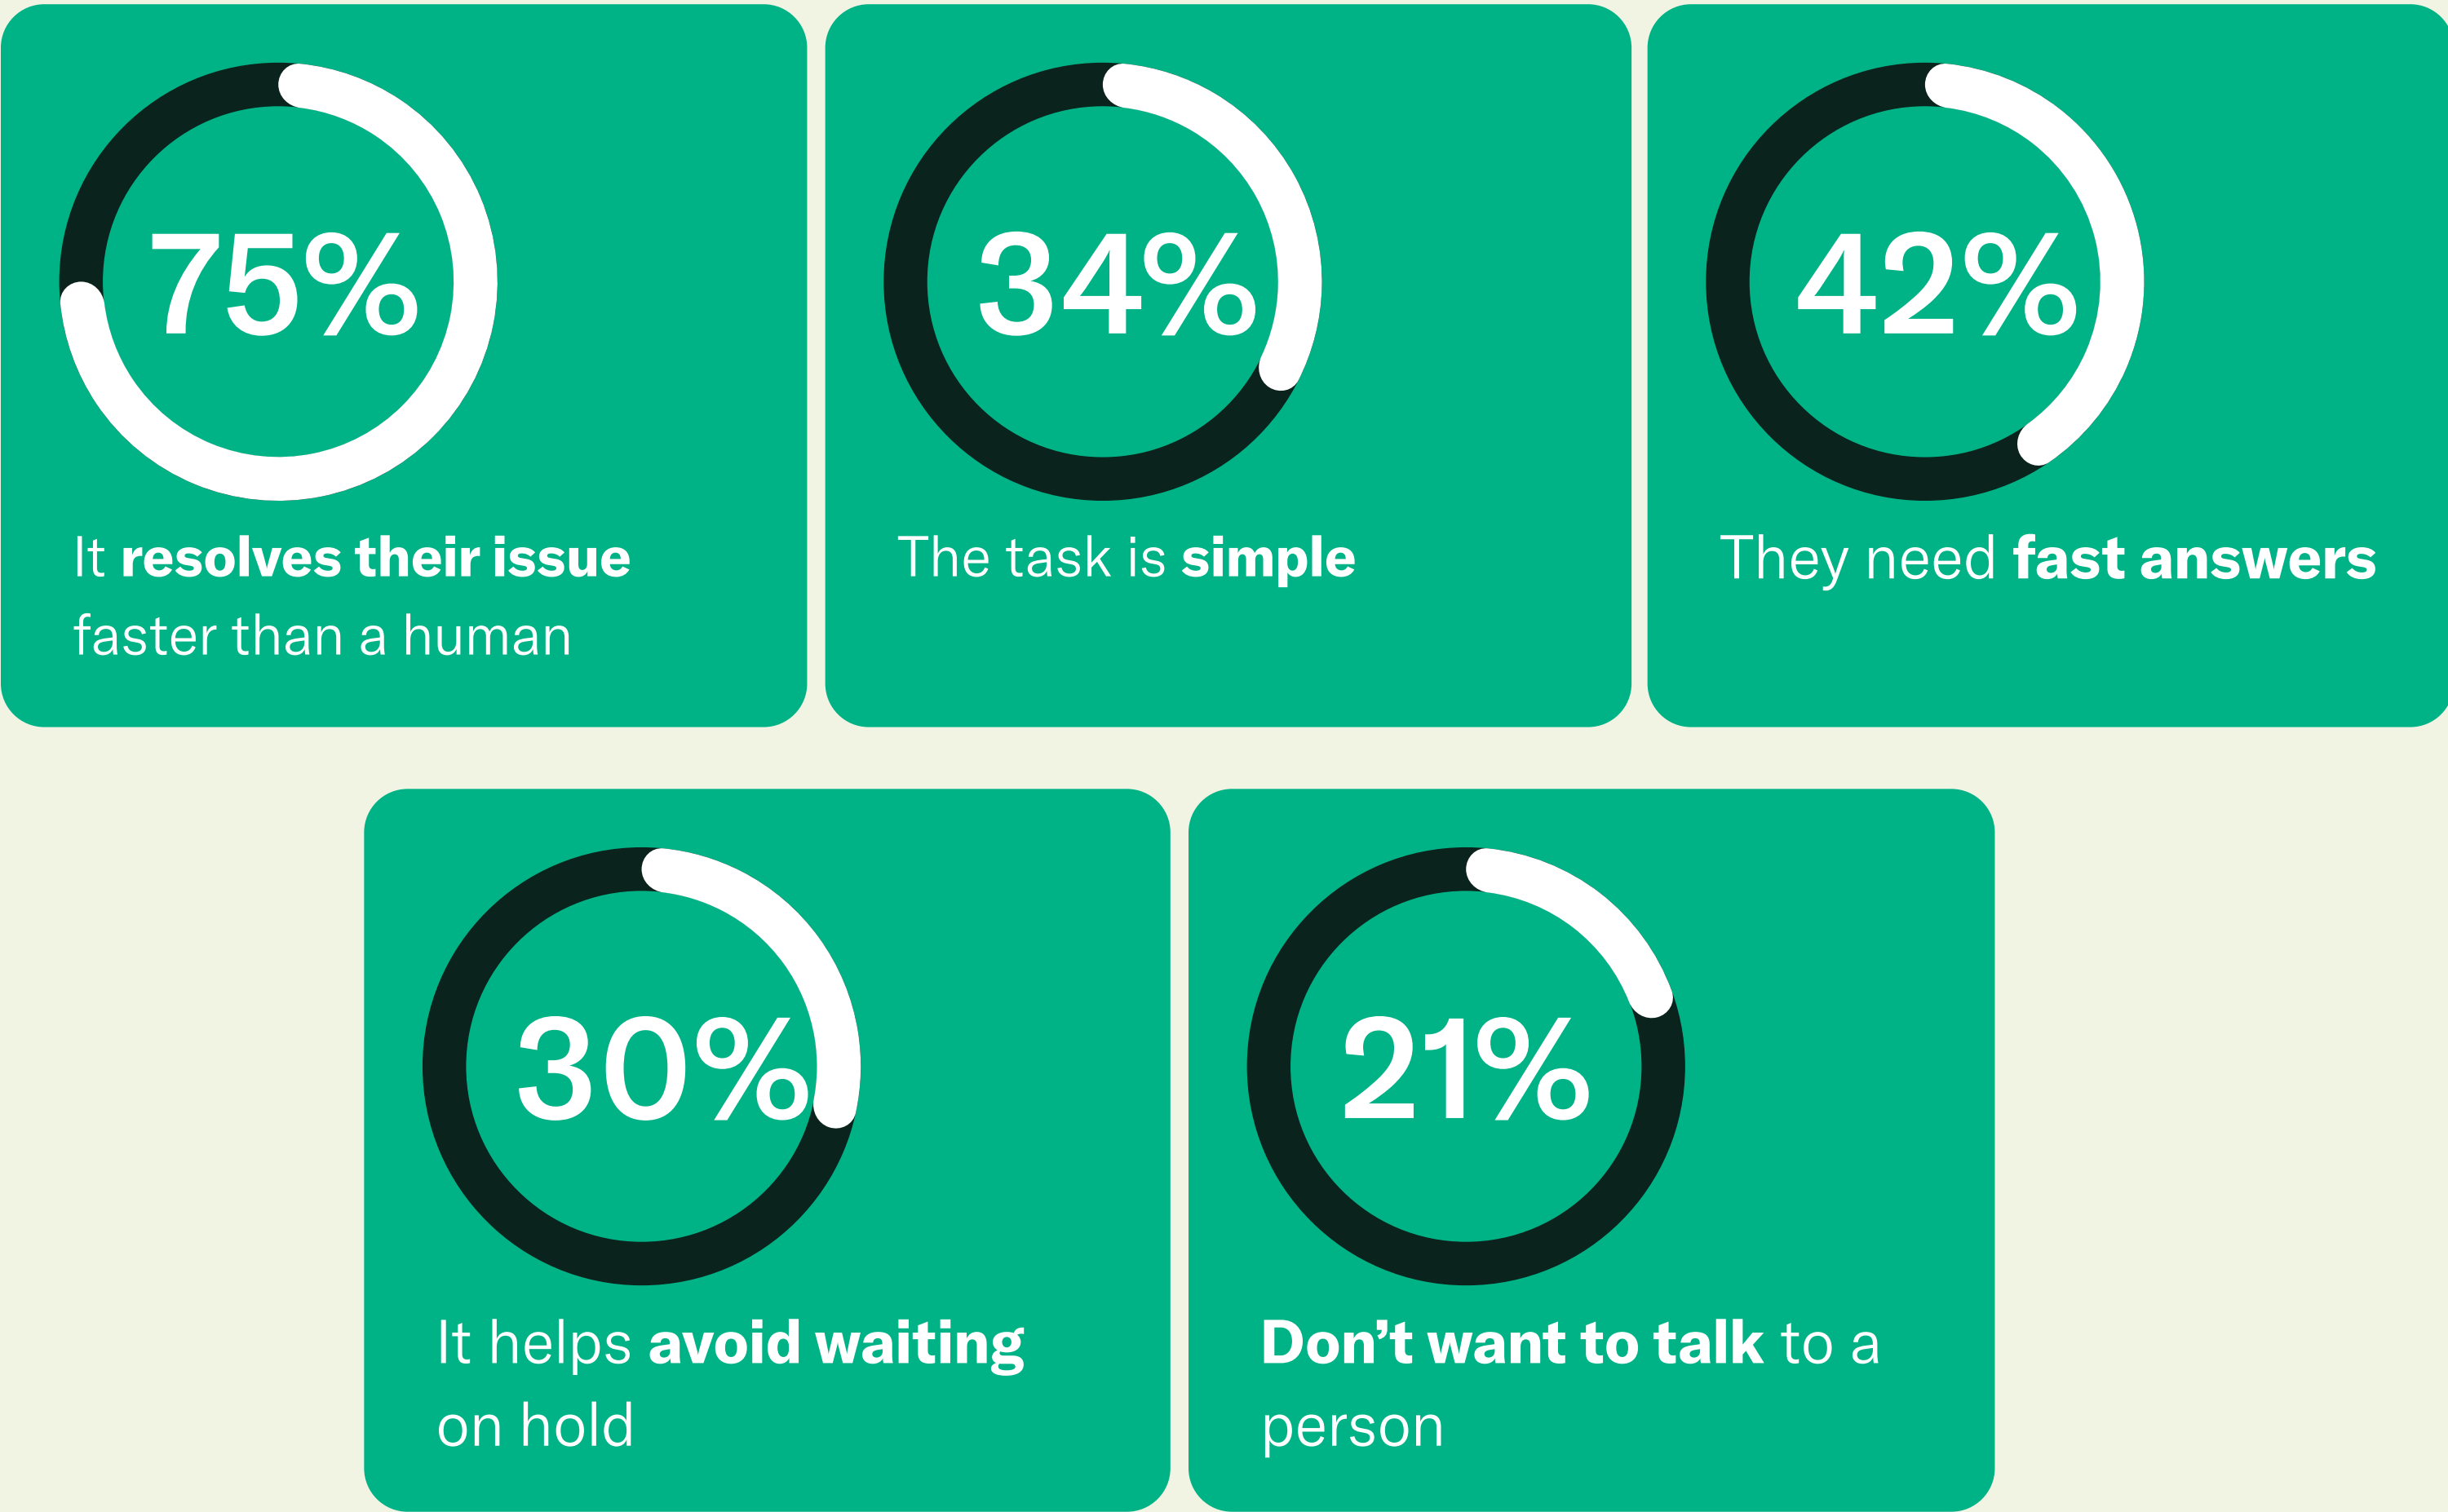 75%
It resolves their issue
faster than a human
34%
The task is simple
42%
They need fast answers
30%
It helps avoid waiting
on hold
21%
Don't want to talk to a
person